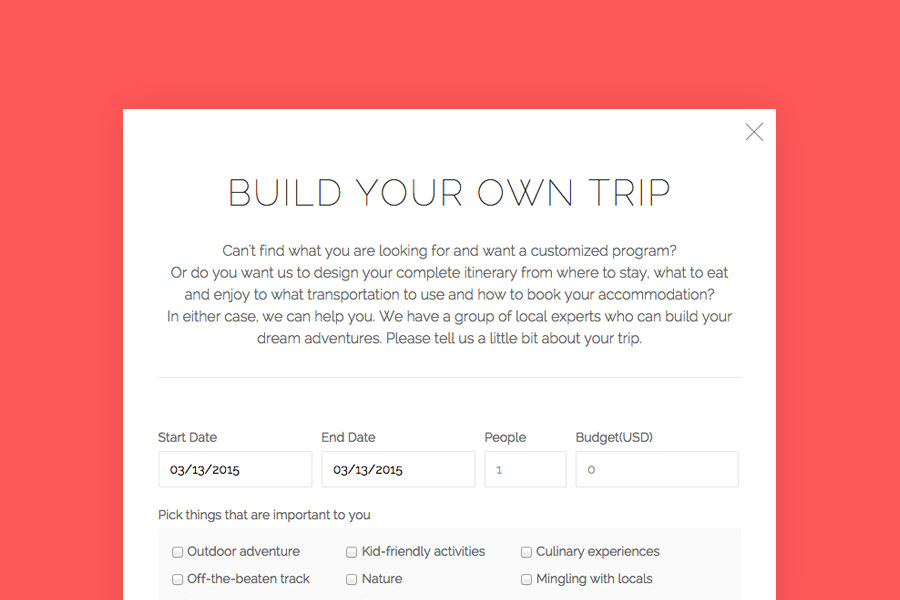 BUILD YOUR OWN TRIP
Can't find what you are looking for and want a customized program?
Or do you want us to design your complete itinerary from where to stay, what to eat
and enjoy to what transportation to use and how to book your accommodation?
In either case, we can help you. We have a group of local experts who can build your
dream adventures. Please tell us a little bit about your trip.
Start Date End Date People Budget(USD)
03/13/2015 03/13/2015 1 0
Pick things that are important to you
Outdoor adventure Kid-friendly activities Culinary experiences
Off-the-beaten track Nature Mingling with locals